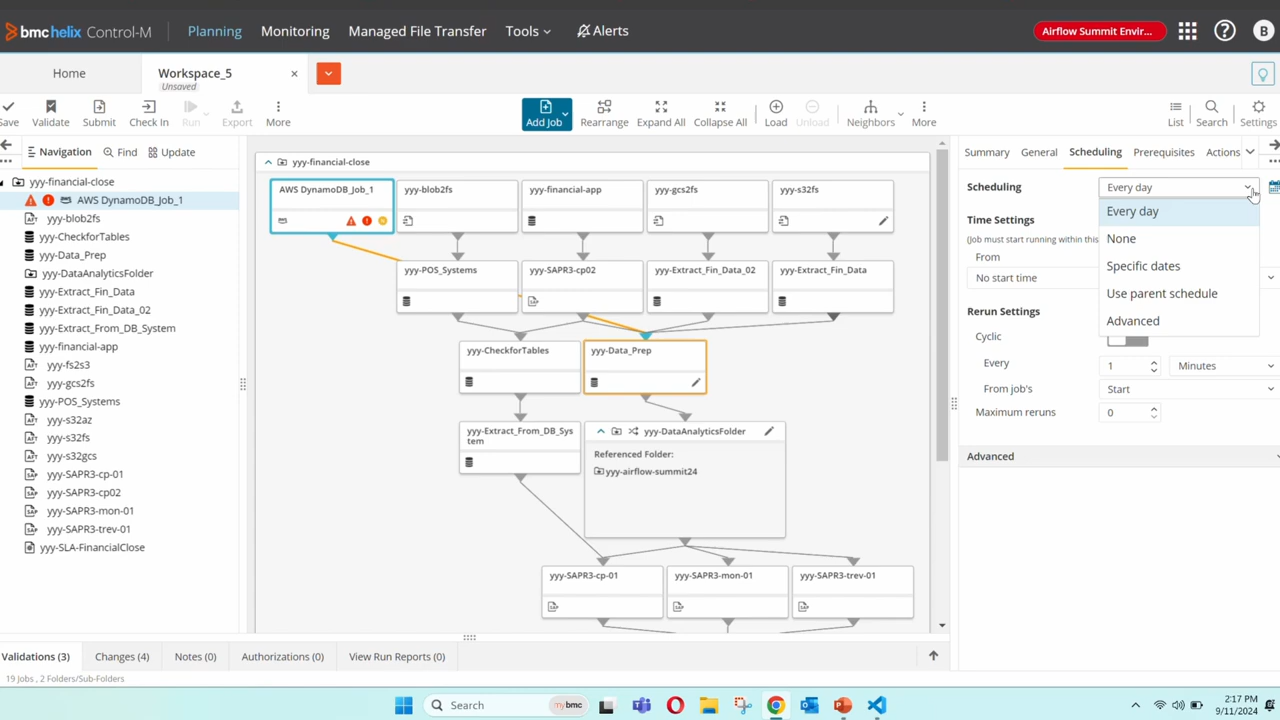 bmc helix Control-M
Planning
Monitoring
Managed File Transfer
Tools
Alerts
Airflow Summit Envir...
B
Home
Workspace_5
Unsaved
Save
Validate
Submit
Check In
Run
Export
More
Add Job
Rearrange
Expand All
Collapse All
Load
Unload
Neighbors
More
List
Search
Settings
Navigation
Find
Update
yyy-financial-close
AWS DynamoDB_Job_1
yyy-blob2fs
yyy-CheckforTables
yyy-Data_Prep
yyy-DataAnalyticsFolder
yyy-Extract_Fin_Data
yyy-Extract_Fin_Data_02
yyy-Extract_From_DB_System
yyy-financial-app
yyy-fs2s3
yyy-gcs2fs
yyy-POS_Systems
yyy-s32az
yyy-s32fs
yyy-s32gcs
yyy-SAPR3-cp-01
yyy-SAPR3-cp02
yyy-SAPR3-mon-01
yyy-SAPR3-trev-01
yyy-SLA-FinancialClose
yyy-financial-close
AWS DynamoDB_Job_1
yyy-blob2fs
yyy-financial-app
yyy-gcs2fs
yyy-s32fs
yyy-POS_Systems
yyy-SAPR3-cp02
yyy-Extract_Fin_Data_02
yyy-Extract_Fin_Data
yyy-CheckforTables
yyy-Data_Prep
yyy-Extract_From_DB_Sys
tem
yyy-DataAnalyticsFolder
Referenced Folder:
yyy-airflow-summit24
yyy-SAPR3-cp-01
yyy-SAPR3-mon-01
yyy-SAPR3-trev-01
Summary
General
Scheduling
Prerequisites
Actions
Scheduling
Every day
Every day
None
Specific dates
Use parent schedule
Advanced
Time Settings
(Job must start running within this
From
No start time
Rerun Settings
Cyclic
Every
1
Minutes
From job's
Start
Maximum reruns
0
Advanced
Validations (3)
Changes (4)
Notes (0)
Authorizations (0)
View Run Reports (0)
19 Jobs , 2 Folders/Sub-Folders
Search
mybmc
2:17 PM
9/11/2024